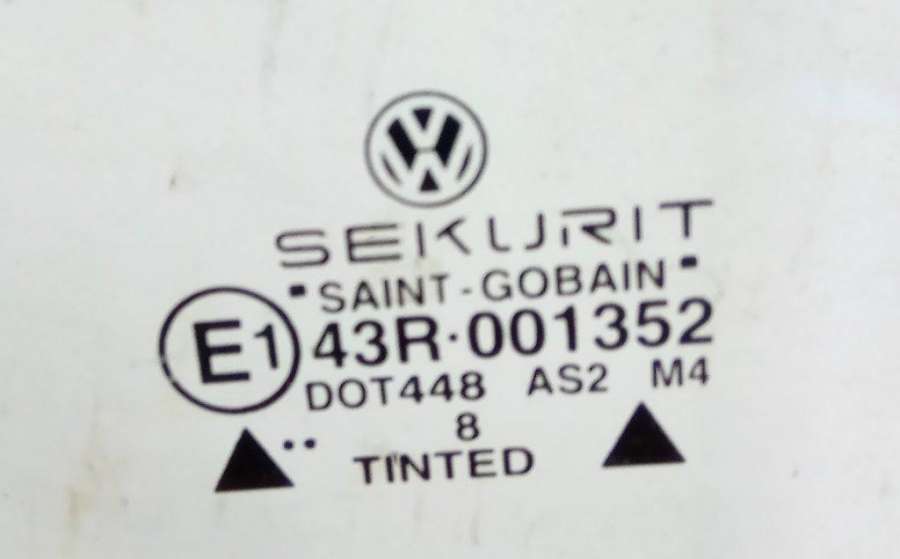 SEKURIT
SAINT-GOBAIN
E1 43R·001352
DOT448 AS2 M4
8
TINTED